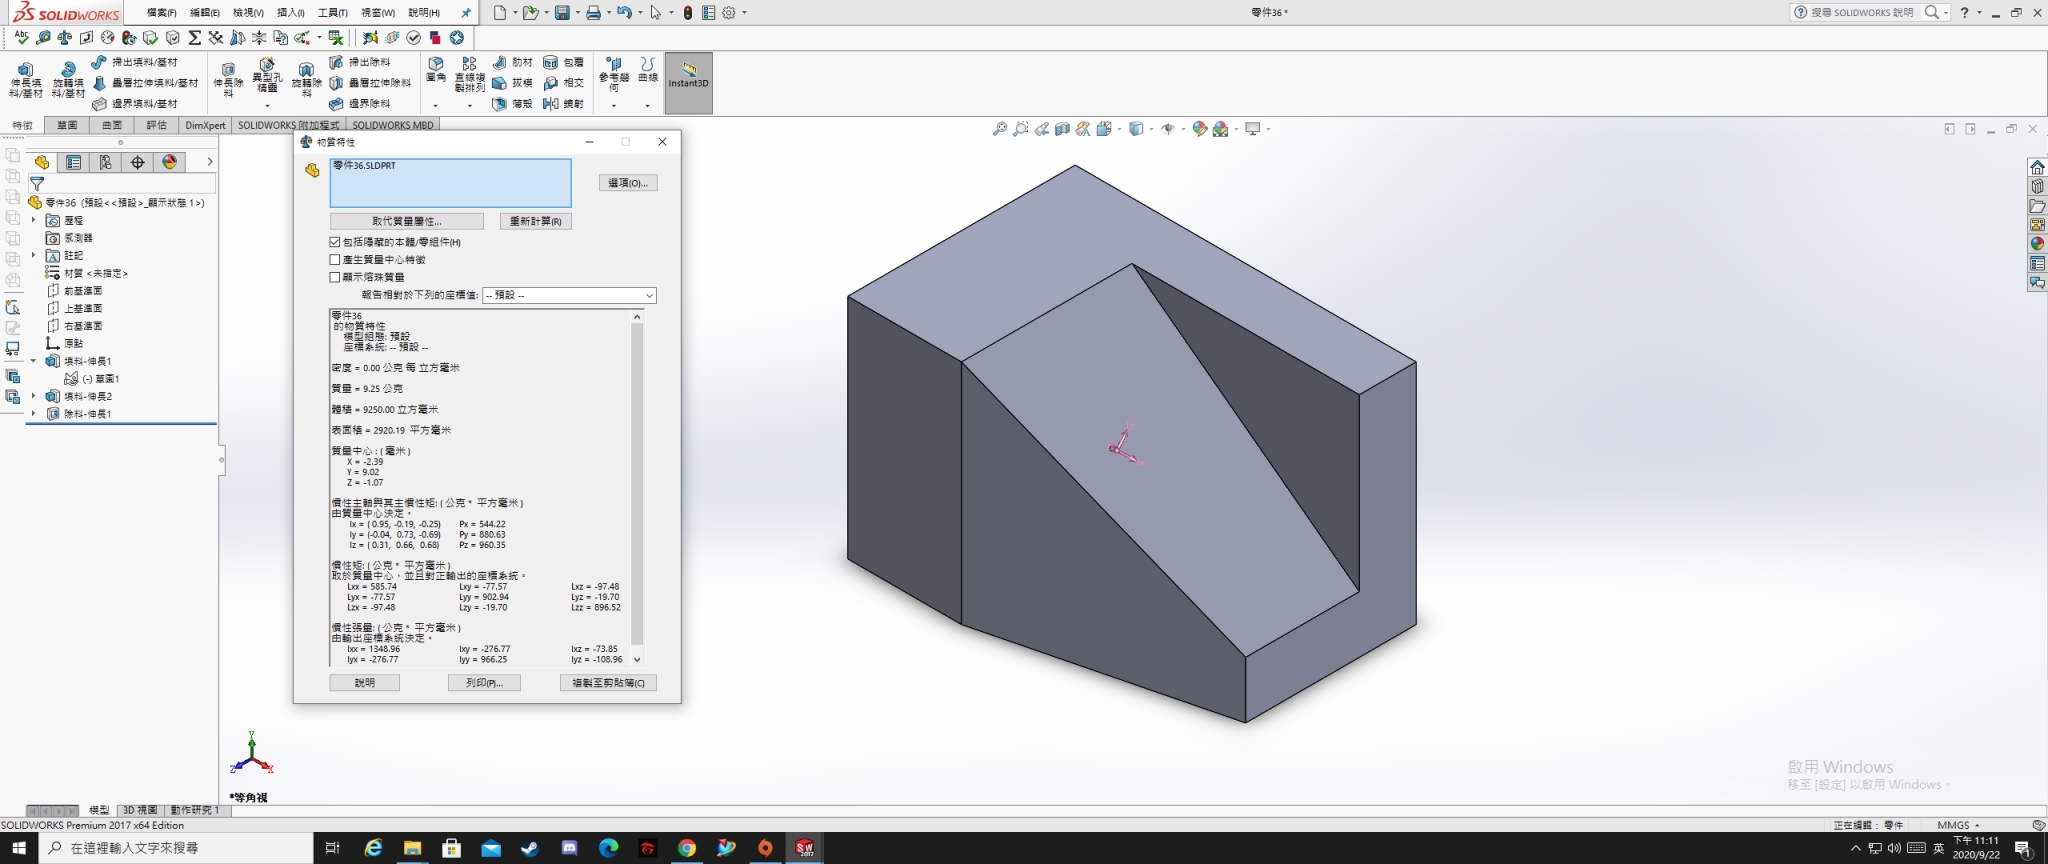 SOLIDWORKS
檔案(F) 編輯(E) 檢視(V) 插入(I) 工具(T) 視窗(W) 說明(H)
零件36 *
搜尋 SOLIDWORKS 說明
伸長填料/基材
旋轉填料/基材
掃出填料/基材
疊層拉伸填料/基材
邊界填料/基材
伸長除料
異型孔精靈
旋轉除料
掃出除料
疊層拉伸除料
邊界除料
圓角
直線複製排列
肋材
拔模
薄殼
包覆
相交
鏡射
參考幾何
曲線
Instant3D
特徵 草圖 曲面 評估 DimXpert SOLIDWORKS 附加程式 SOLIDWORKS MBD
零件36 (預設<<預設>_顯示狀態 1>)
歷程
感測器
註記
材質 <未指定>
前基準面
上基準面
右基準面
原點
填料-伸長1
(-) 草圖1
填料-伸長2
除料-伸長1
物質特性
零件36.SLDPRT
選項(O)...
取代質量屬性... 重新計算(R)
包括隱藏的本體/零組件(H)
產生質量中心特徵
顯示熔珠質量
報告相對於下列的座標值: -- 預設 --
零件36
的物質特性
模型組態: 預設
座標系統: -- 預設 --
密度 = 0.00 公克 每 立方毫米
質量 = 9.25 公克
體積 = 9250.00 立方毫米
表面積 = 2920.19 平方毫米
質量中心 : ( 毫米 )
X = -2.39
Y = 9.02
Z = -1.07
慣性主軸與其主慣性矩: ( 公克 * 平方毫米 )
由質量中心決定。
Ix = ( 0.95, -0.19, -0.25) Px = 544.22
Iy = (-0.04, 0.73, -0.69) Py = 880.63
Iz = ( 0.31, 0.66, 0.68) Pz = 960.35
慣性矩: ( 公克 * 平方毫米 )
取於質量中心，並且對正輸出的座標系統。
Lxx = 585.74 Lxy = -77.57 Lxz = -97.48
Lyx = -77.57 Lyy = 902.94 Lyz = -19.70
Lzx = -97.48 Lzy = -19.70 Lzz = 896.52
慣性張量: ( 公克 * 平方毫米 )
由輸出座標系統決定。
Ixx = 1348.96 Ixy = -276.77 Ixz = -73.85
Iyx = -276.77 Iyy = 966.25 Iyz = -108.96
說明 列印(P)... 複製至剪貼簿(C)
Y
Z X
*等角視
啟用 Windows
移至 [設定] 以啟用 Windows。
模型 3D 視圖 動作研究 1
SOLIDWORKS Premium 2017 x64 Edition
正在編輯： 零件 MMGS
在這裡輸入文字來搜尋
英
下午 11:11
2020/9/22